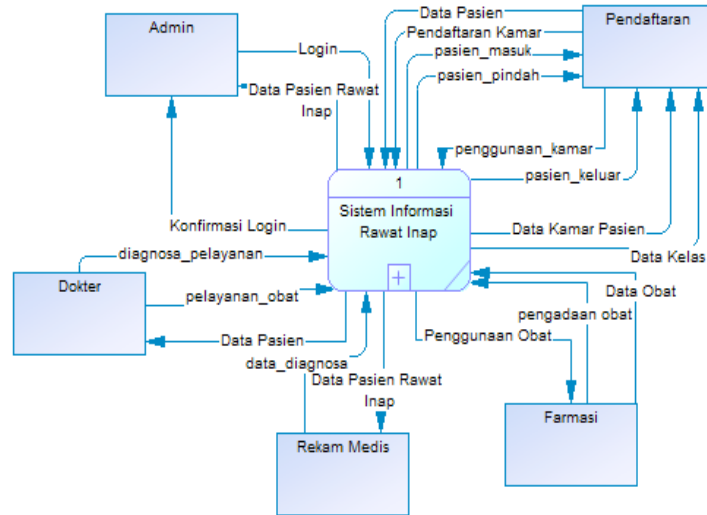 Data Pasien
Admin
Pendaftaran
Pendaftaran Kamar
Login
pasien_masuk
pasien_pindah
Data Pasien Rawat
Inap
penggunaan_kamar
pasien_keluar
1
Sistem Informasi
Rawat Inap
Konfirmasi Login
Data Kamar Pasien
diagnosa_pelayanan
Data Kelas
Dokter
Data Obat
pelayanan_obat
pengadaan obat
Data Pasien
Penggunaan Obat
data_diagnosa
Data Pasien Rawat
Inap
Farmasi
Rekam Medis